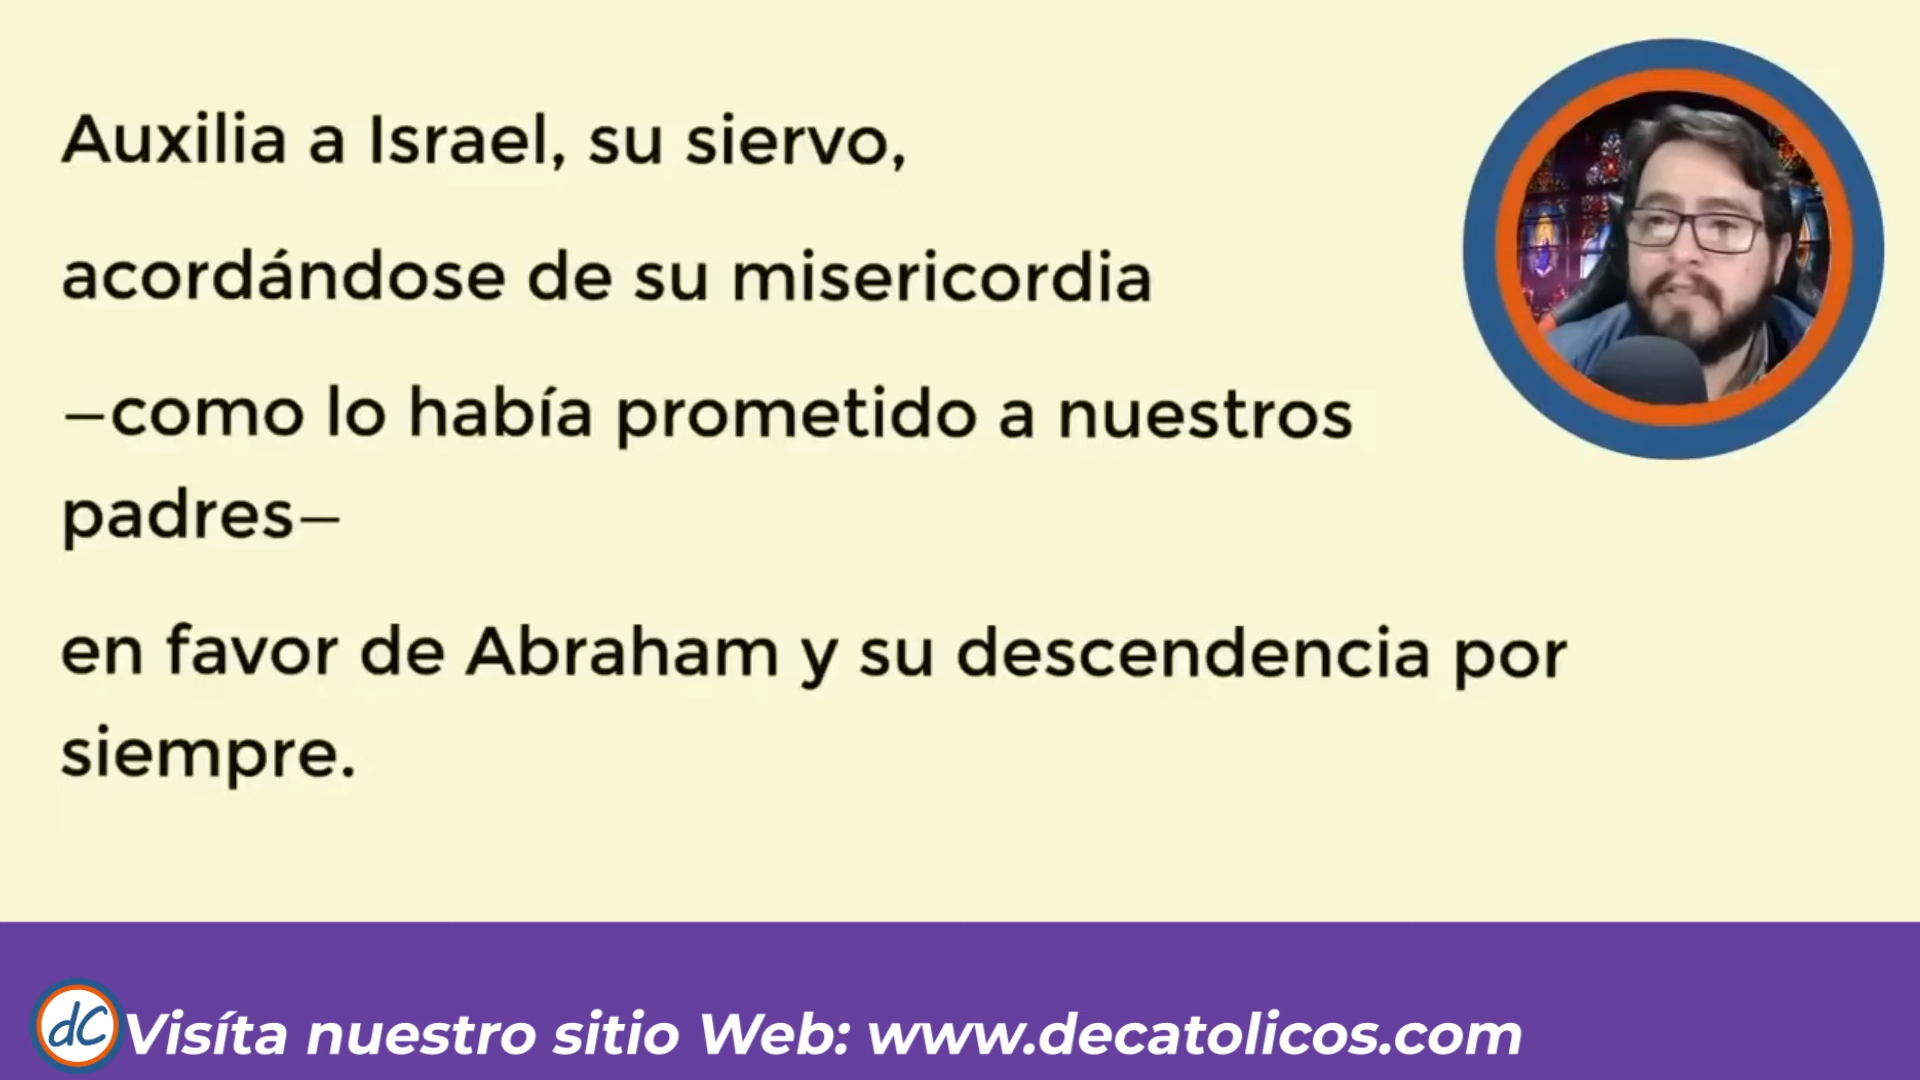 Auxilia a Israel, su siervo,
acordándose de su misericordia
—como lo había prometido a nuestros
padres—
en favor de Abraham y su descendencia por
siempre.
dC Visíta nuestro sitio Web: www.decatolicos.com